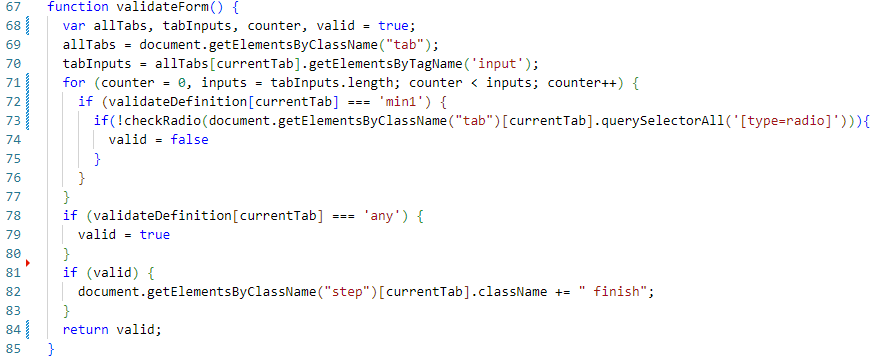 67 function validateForm() {
68 var allTabs, tabInputs, counter, valid = true;
69 allTabs = document.getElementsByClassName("tab");
70 tabInputs = allTabs[currentTab].getElementsByTagName('input');
71 for (counter = 0, inputs = tabInputs.length; counter < inputs; counter++) {
72 if (validateDefinition[currentTab] === 'min1') {
73 if(!checkRadio(document.getElementsByClassName("tab")[currentTab].querySelectorAll('[type=radio]'))){
74 valid = false
75 }
76 }
77 }
78 if (validateDefinition[currentTab] === 'any') {
79 valid = true
80 }
81 if (valid) {
82 document.getElementsByClassName("step")[currentTab].className += " finish";
83 }
84 return valid;
85 }